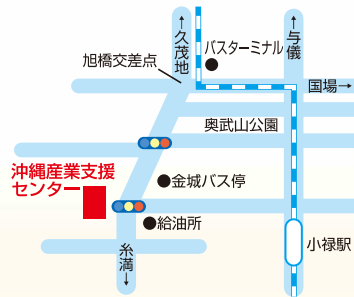 ↑久茂地
↑与儀
バスターミナル
旭橋交差点
国場→
奥武山公園
沖縄産業支援
センター
金城バス停
給油所
小禄駅
糸満↓